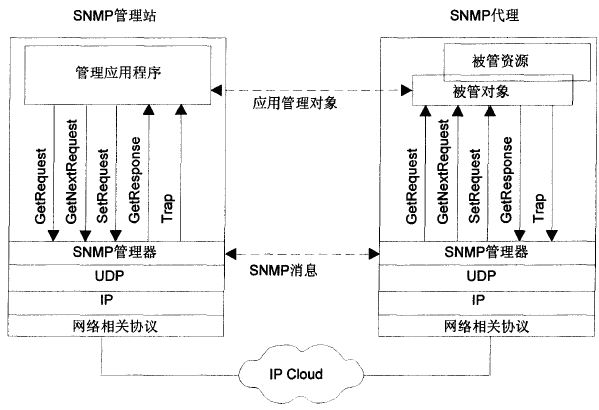 SNMP管理站
SNMP代理
管理应用程序
被管资源
被管对象
应用管理对象
GetRequest
GetNextRequest
SetRequest
GetResponse
Trap
GetRequest
GetNextRequest
SetRequest
GetResponse
Trap
SNMP管理器
SNMP管理器
SNMP消息
UDP
UDP
IP
IP
网络相关协议
网络相关协议
IP Cloud